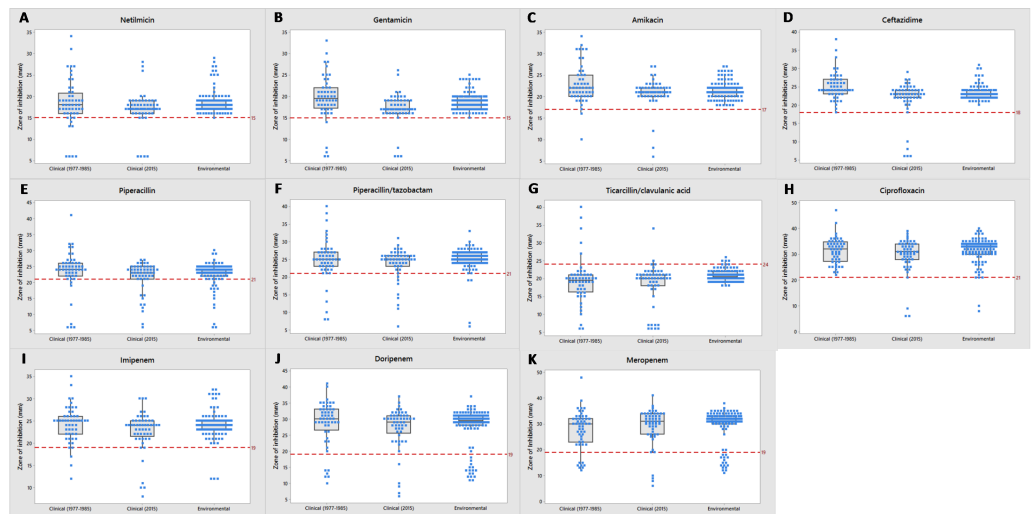 A Netilmicin
Zone of inhibition (mm)
35
30
25
20
15
10
5
15
Clinical (1977-1985) Clinical (2015) Environmental
B Gentamicin
Zone of inhibition (mm)
35
30
25
20
15
10
5
15
Clinical (1977-1985) Clinical (2015) Environmental
C Amikacin
Zone of inhibition (mm)
35
30
25
20
15
10
5
17
Clinical (1977-1985) Clinical (2015) Environmental
D Ceftazidime
Zone of inhibition (mm)
40
35
30
25
20
15
10
5
18
Clinical (1977-1985) Clinical (2015) Environmental
E Piperacillin
Zone of inhibition (mm)
45
40
35
30
25
20
15
10
5
21
Clinical (1977-1985) Clinical (2015) Environmental
F Piperacillin/tazobactam
Zone of inhibition (mm)
40
35
30
25
20
15
10
5
21
Clinical (1977-1985) Clinical (2015) Environmental
G Ticarcillin/clavulanic acid
Zone of inhibition (mm)
40
35
30
25
20
15
10
5
24
Clinical (1977-1985) Clinical (2015) Environmental
H Ciprofloxacin
Zone of inhibition (mm)
50
40
30
20
10
0
21
Clinical (1977-1985) Clinical (2015) Environmental
I Imipenem
Zone of inhibition (mm)
35
30
25
20
15
10
19
Clinical (1977-1985) Clinical (2015) Environmental
J Doripenem
Zone of inhibition (mm)
50
40
30
20
10
0
19
Clinical (1977-1985) Clinical (2015) Environmental
K Meropenem
Zone of inhibition (mm)
50
40
30
20
10
0
19
Clinical (1977-1985) Clinical (2015) Environmental